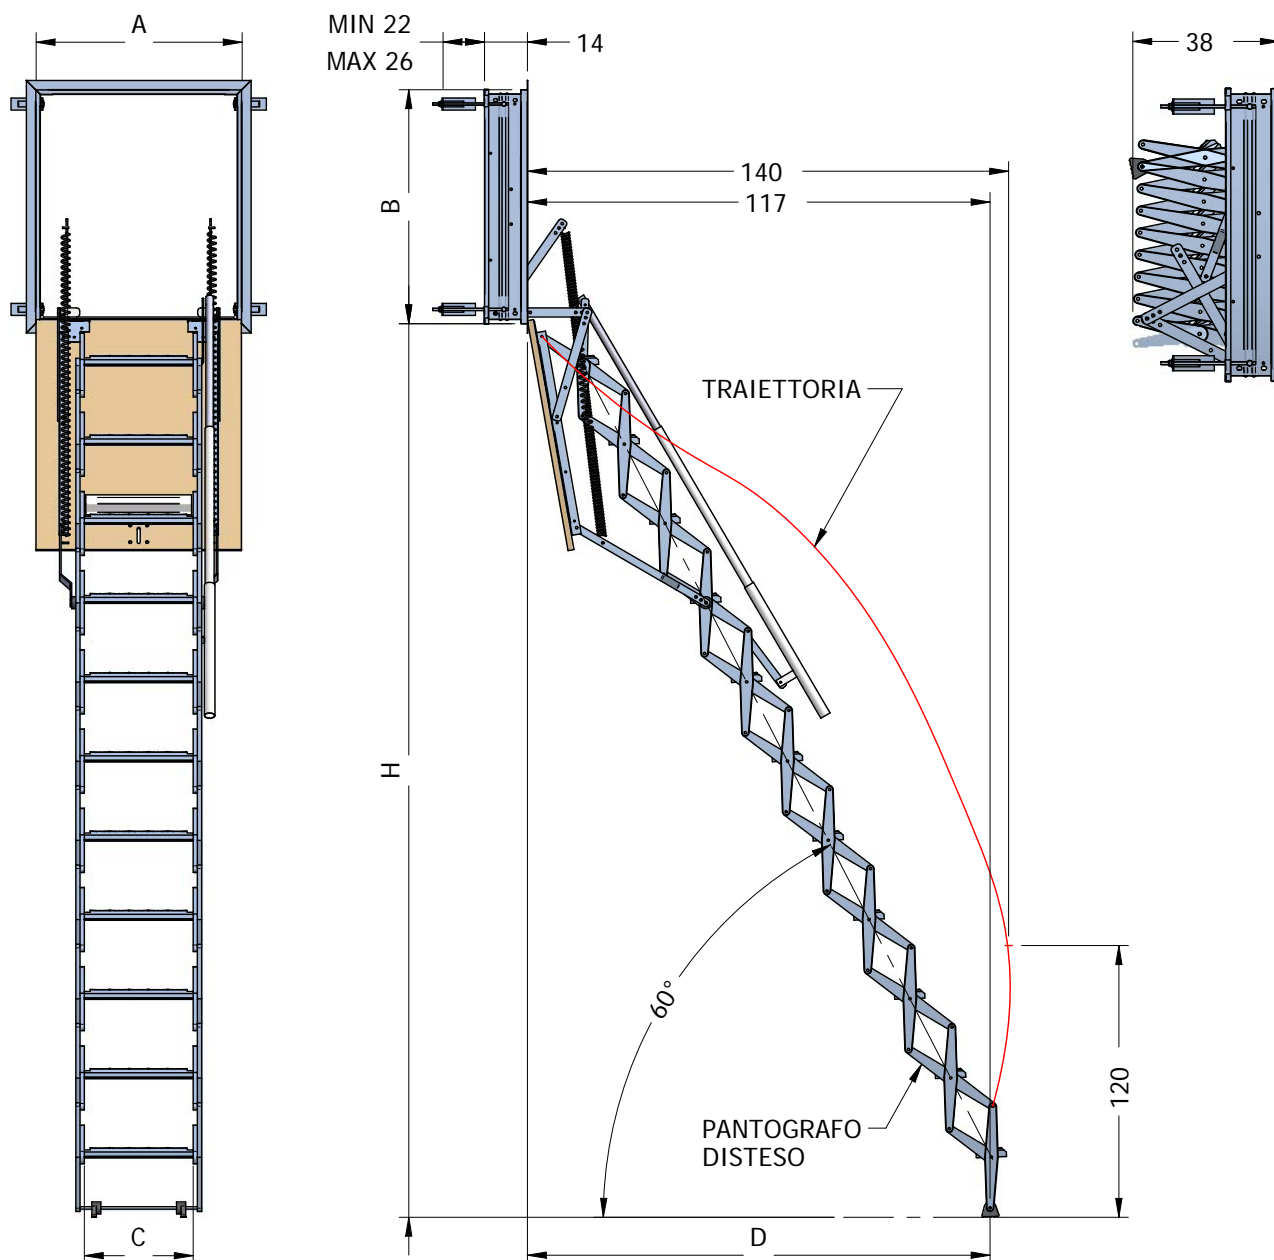 A
MIN 22
MAX 26
14
38
140
117
B
TRAIETTORIA
H
60°
PANTOGRAFO
DISTESO
120
C
D